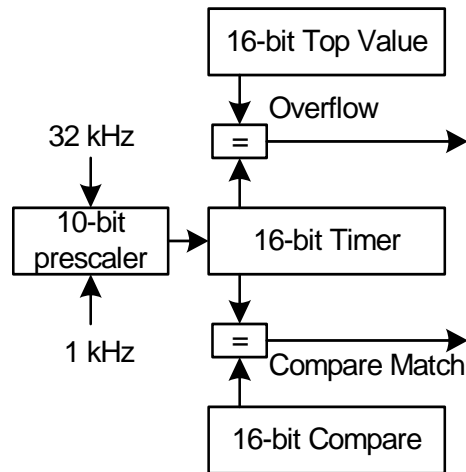 16-bit Top Value
Overflow
=
32 kHz
10-bit
prescaler
16-bit Timer
1 kHz
=
Compare Match
16-bit Compare